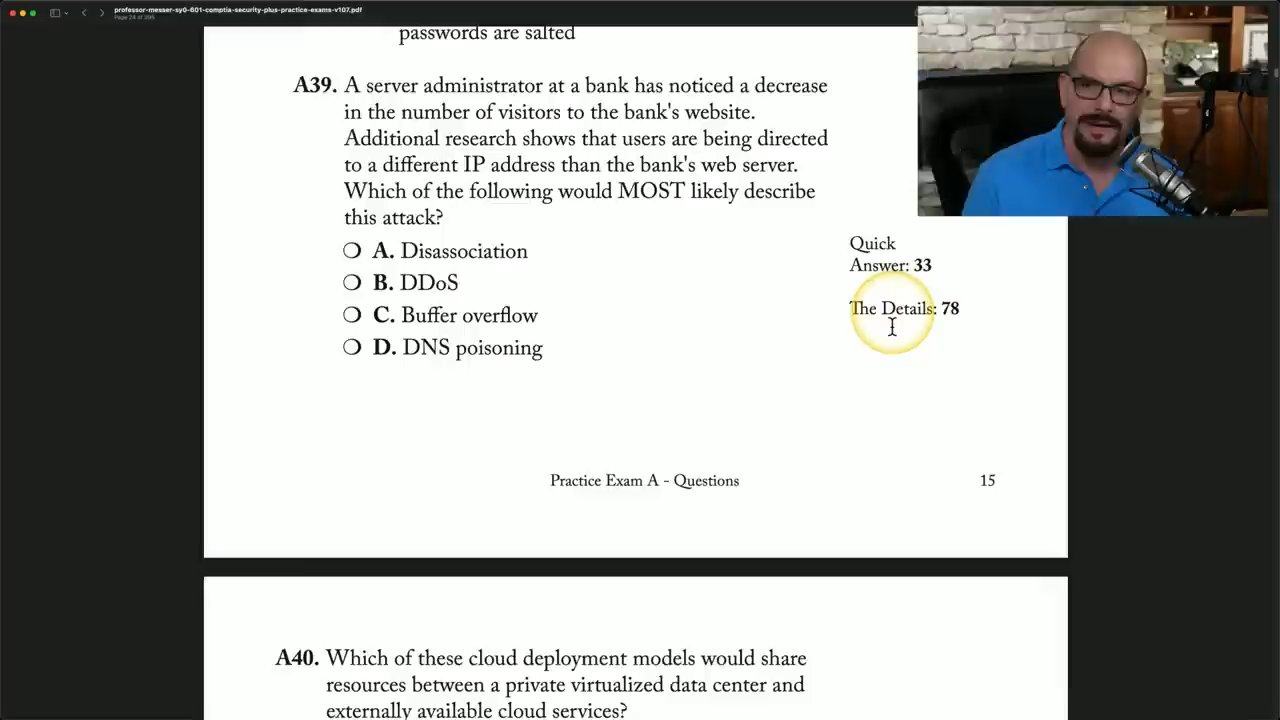 professor-messer-sy0-601-comptia-security-plus-practice-exams-v107.pdf
Page 24 of 396
passwords are salted
A39. A server administrator at a bank has noticed a decrease
in the number of visitors to the bank's website.
Additional research shows that users are being directed
to a different IP address than the bank's web server.
Which of the following would MOST likely describe
this attack?
A. Disassociation
B. DDoS
C. Buffer overflow
D. DNS poisoning
Quick
Answer: 33
The Details: 78
Practice Exam A - Questions
15
A40. Which of these cloud deployment models would share
resources between a private virtualized data center and
externally available cloud services?